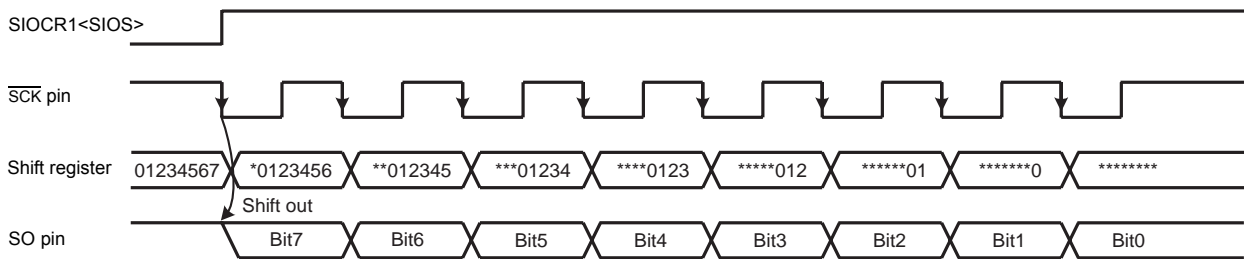 SIOCR1<SIOS>
SCK pin
Shift register 01234567 *0123456 **012345 ***01234 ****0123 *****012 ******01 *******0 ********
Shift out
SO pin Bit7 Bit6 Bit5 Bit4 Bit3 Bit2 Bit1 Bit0